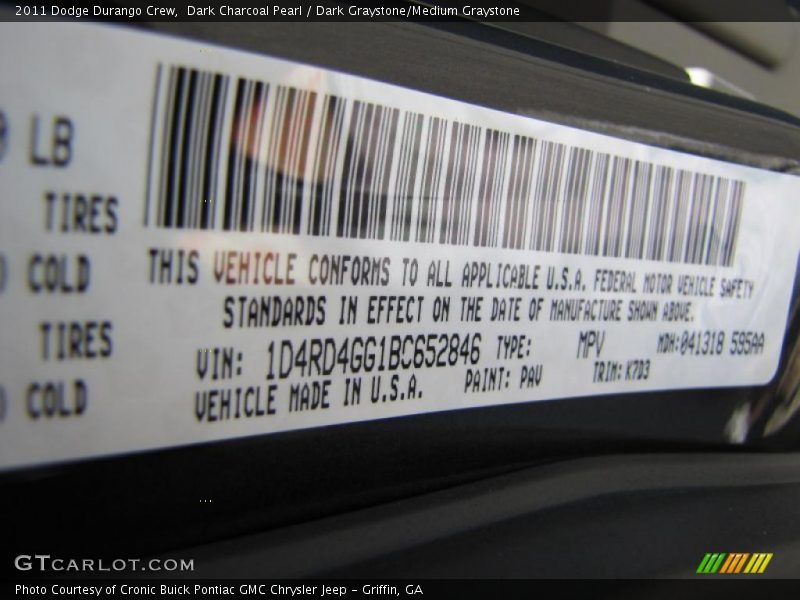 2011 Dodge Durango Crew, Dark Charcoal Pearl / Dark Graystone/Medium Graystone
LB
TIRES
COLD
TIRES
COLD
THIS VEHICLE CONFORMS TO ALL APPLICABLE U.S.A. FEDERAL MOTOR VEHICLE SAFETY
STANDARDS IN EFFECT ON THE DATE OF MANUFACTURE SHOWN ABOVE.
VIN: 1D4RD4GG1BC652846 TYPE: MPV MDH:041318 585AA
VEHICLE MADE IN U.S.A. PAINT: PAU TRIM: K7D3
GTCARLOT.COM
Photo Courtesy of Cronic Buick Pontiac GMC Chrysler Jeep - Griffin, GA